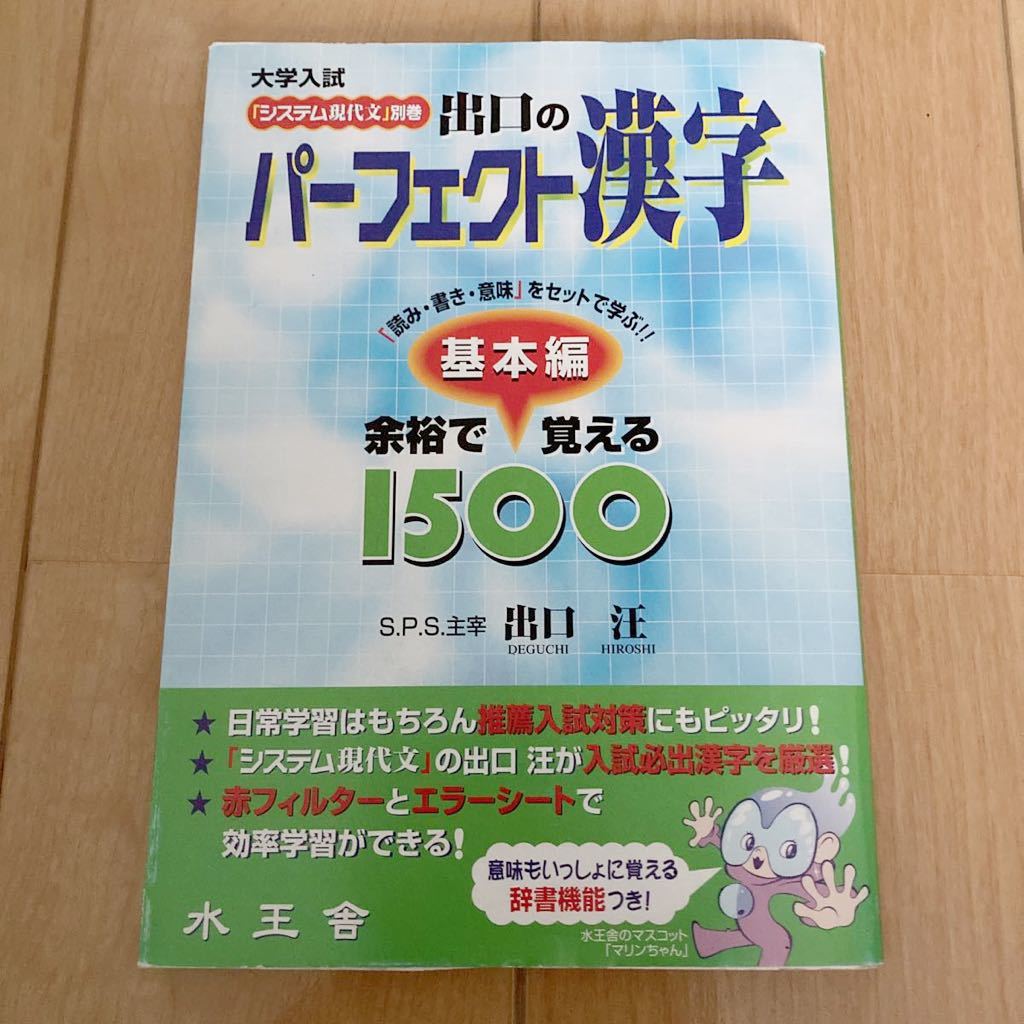 大学入試
「システム現代文」別巻
出口の
パーフェクト漢字
「読み・書き・意味」をセットで学ぶ!!
基本編
余裕で覚える
1500
S.P.S.主宰 出口 汪
DEGUCHI HIROSHI
★ 日常学習はもちろん推薦入試対策にもピッタリ!
★ 「システム現代文」の出口 汪が入試必出漢字を厳選!
★ 赤フィルターとエラーシートで
効率学習ができる!
意味もいっしょに覚える
辞書機能つき!
水王舎
水王舎のマスコット
「マリンちゃん」